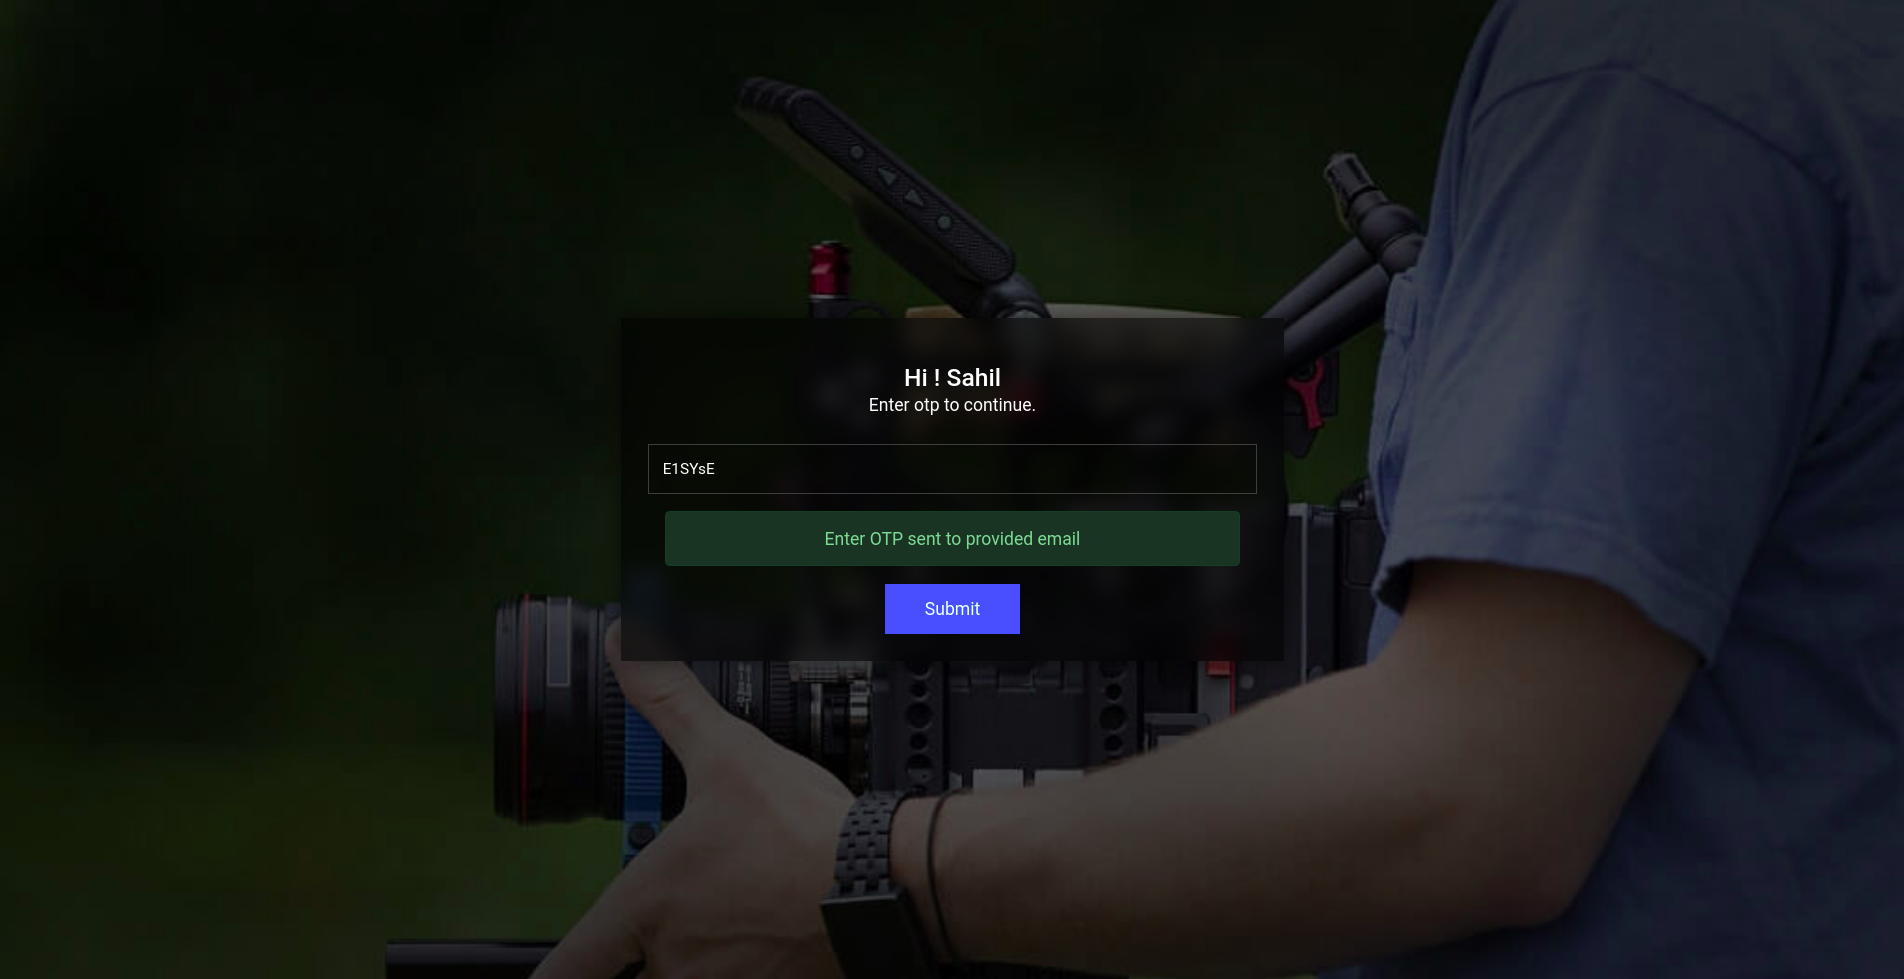 Hi ! Sahil
Enter otp to continue.
E1SYsE
Enter OTP sent to provided email
Submit